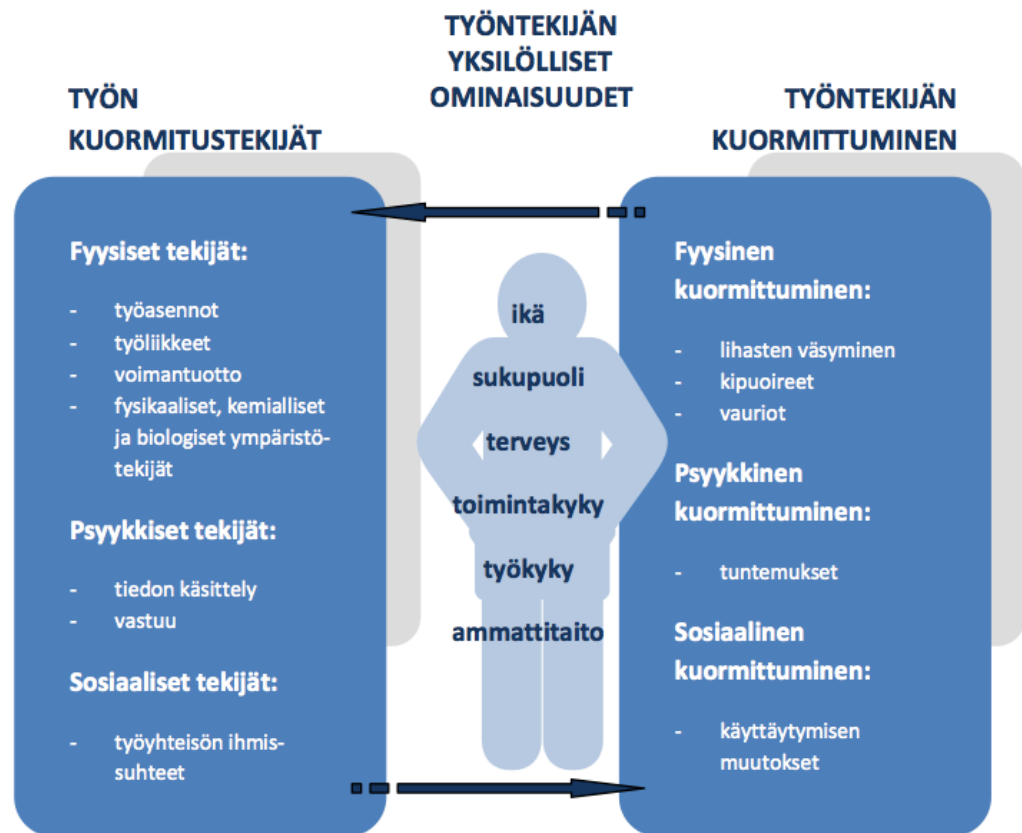 TYÖN
KUORMITUSTEKIJÄT
TYÖNTEKIJÄN
YKSILÖLLISET
OMINAISUUDET
TYÖNTEKIJÄN
KUORMITTUMINEN
Fyysiset tekijät:
- työasennot
- työliikkeet
- voimantuotto
- fysikaaliset, kemialliset
ja biologiset ympäristö-
tekijät
Psyykkiset tekijät:
- tiedon käsittely
- vastuu
Sosiaaliset tekijät:
- työyhteisön ihmis-
suhteet
ikä
sukupuoli
terveys
toimintakyky
työkyky
ammattitaito
Fyysinen
kuormittuminen:
- lihasten väsyminen
- kipuoireet
- vauriot
Psyykkinen
kuormittuminen:
- tuntemukset
Sosiaalinen
kuormittuminen:
- käyttäytymisen
muutokset